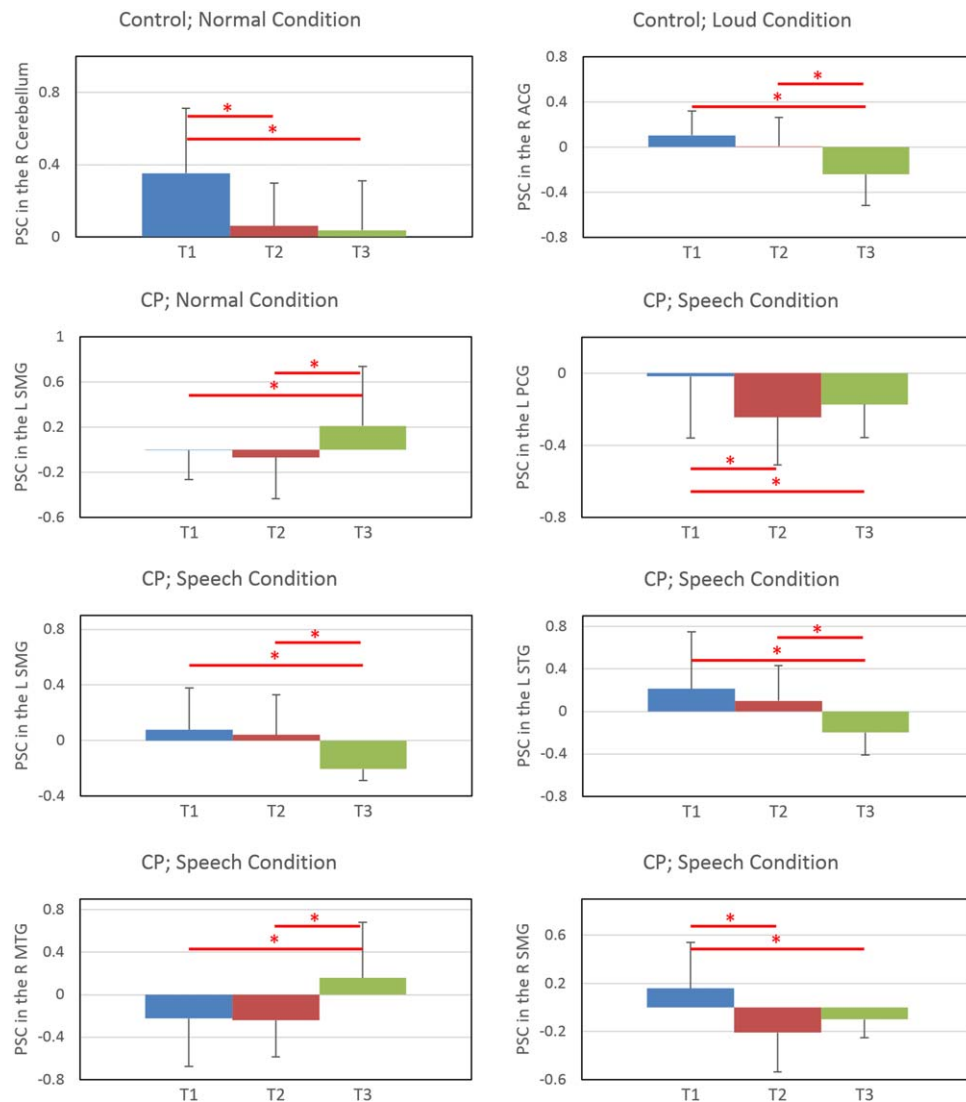 Control; Normal Condition
PSC in the R Cerebellum
0.8
0.4
0
*
*
T1 T2 T3
Control; Loud Condition
PSC in the R ACG
0.8
0.4
0
-0.4
-0.8
*
*
T1 T2 T3
CP; Normal Condition
PSC in the L SMG
1
0.6
0.2
-0.2
-0.6
*
*
T1 T2 T3
CP; Speech Condition
PSC in the L PCG
0
-0.4
-0.8
*
*
T1 T2 T3
CP; Speech Condition
PSC in the L SMG
0.8
0.4
0
-0.4
*
*
T1 T2 T3
CP; Speech Condition
PSC in the L STG
0.8
0.4
0
-0.4
-0.8
*
*
T1 T2 T3
CP; Speech Condition
PSC in the R MTG
0.8
0.4
0
-0.4
-0.8
*
*
T1 T2 T3
CP; Speech Condition
PSC in the R SMG
0.6
0.2
-0.2
-0.6
*
*
T1 T2 T3